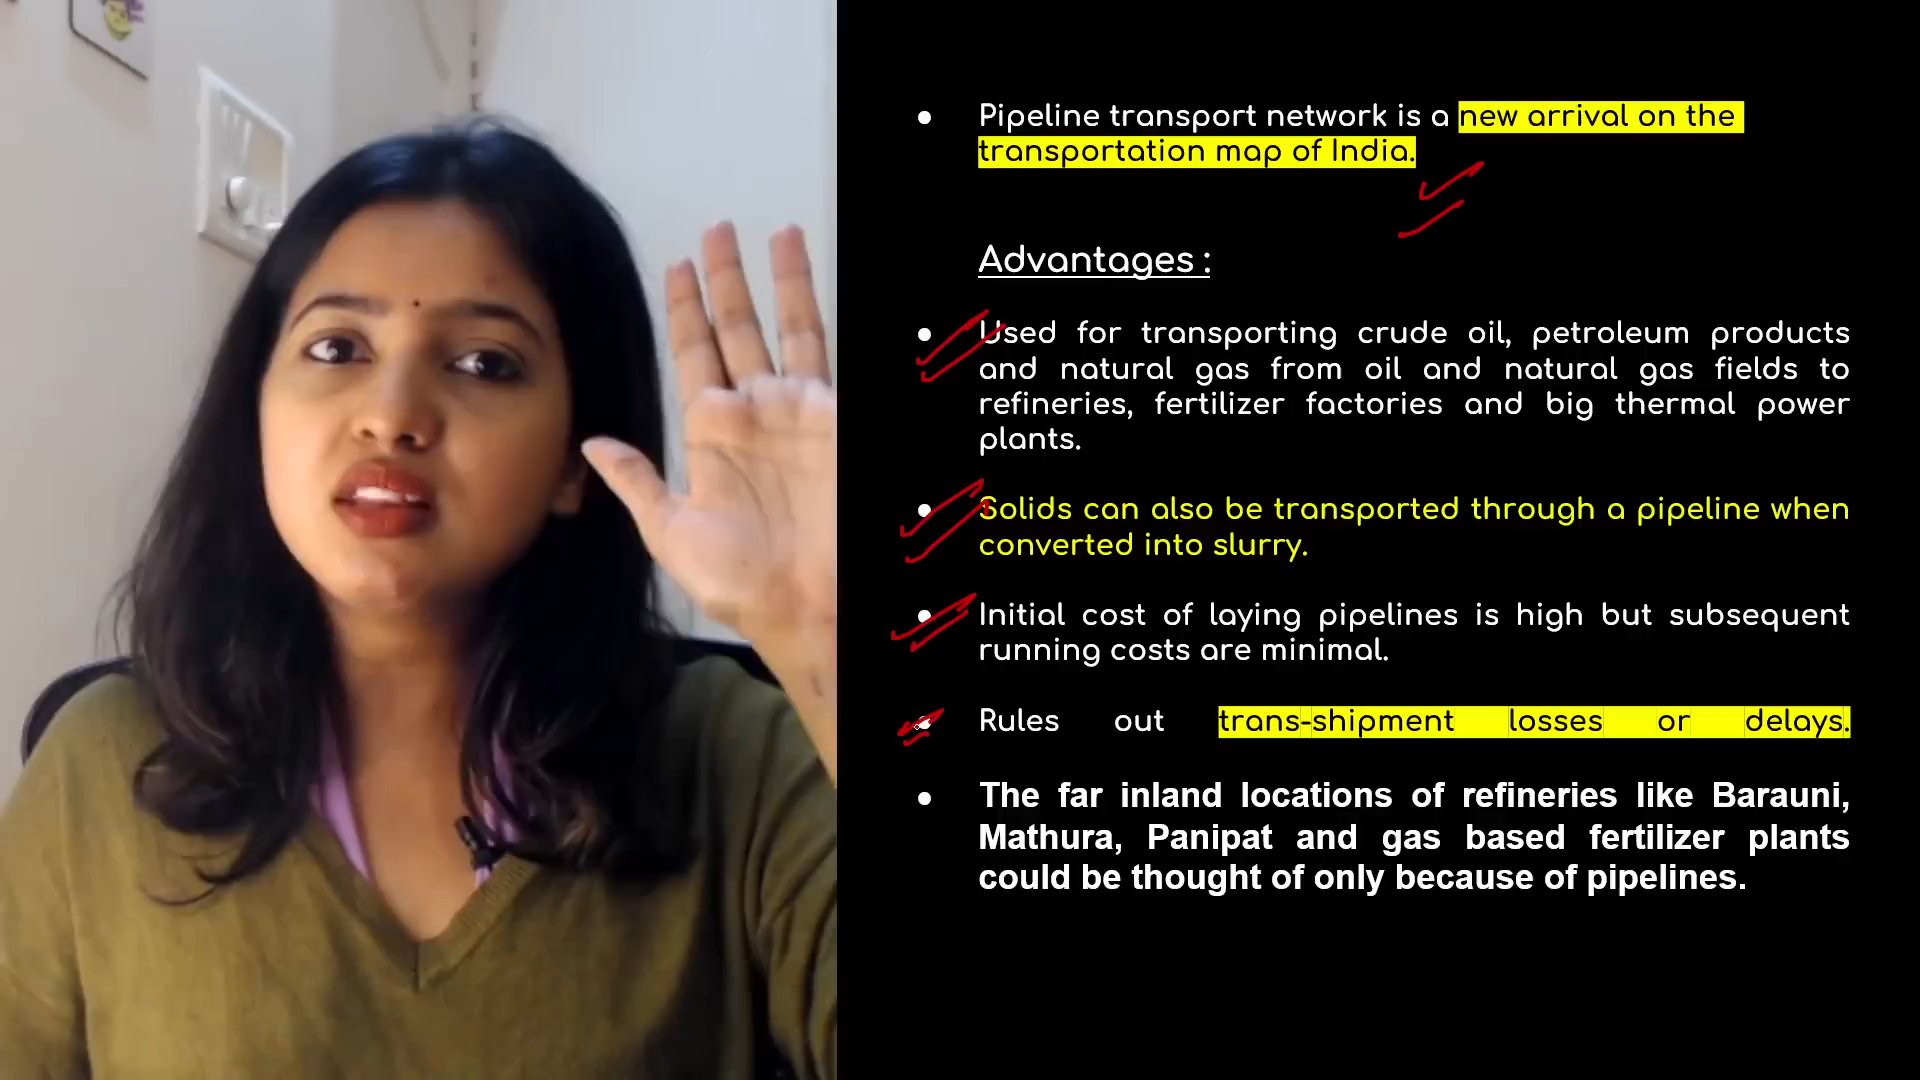 Pipeline transport network is a new arrival on the
transportation map of India.
Advantages :
Used for transporting crude oil, petroleum products
and natural gas from oil and natural gas fields to
refineries, fertilizer factories and big thermal power
plants.
Solids can also be transported through a pipeline when
converted into slurry.
Initial cost of laying pipelines is high but subsequent
running costs are minimal.
Rules out trans-shipment losses or delays.
The far inland locations of refineries like Barauni,
Mathura, Panipat and gas based fertilizer plants
could be thought of only because of pipelines.